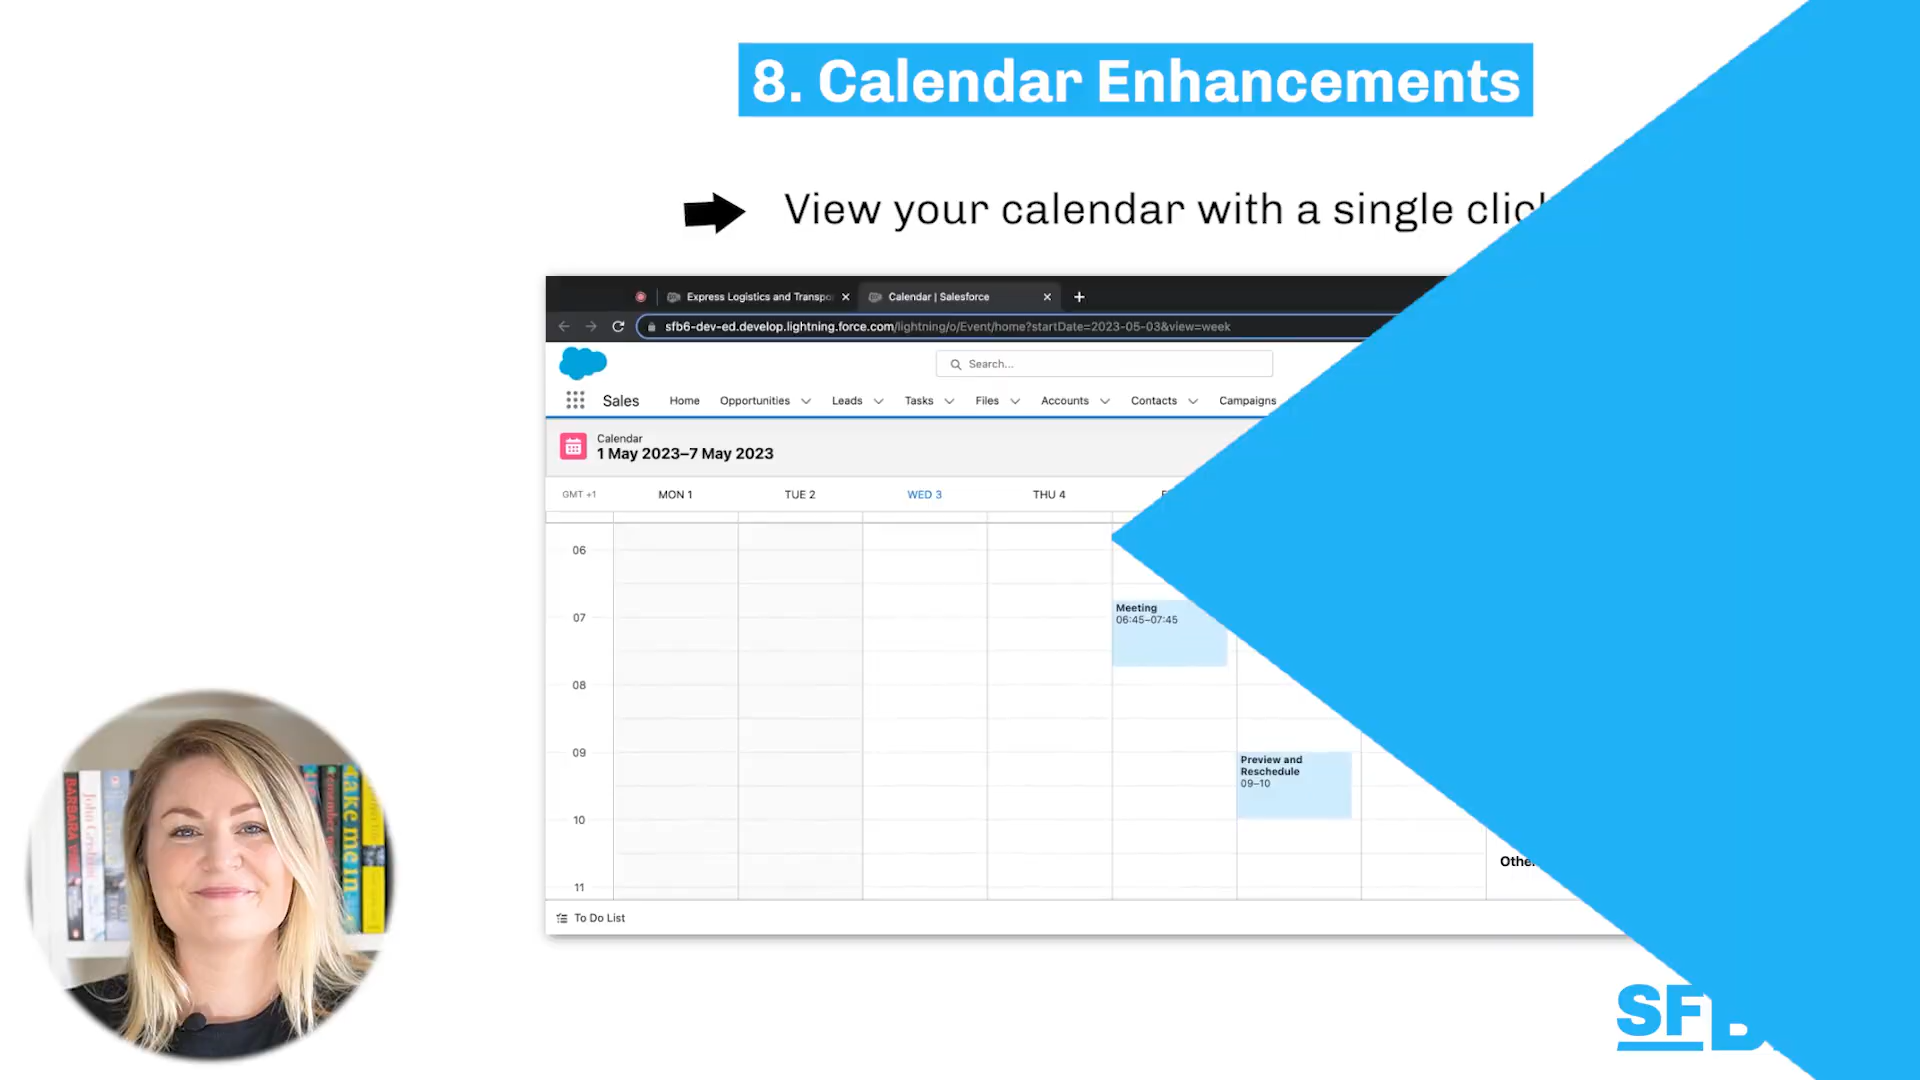 8. Calendar Enhancements
View your calendar with a single
Express Logistics and Transpo
Calendar | Salesforce
sfb6-dev-ed.develop.lightning.force.com/lightning/o/Event/home?startDate=2023-05-03&view=week
Search...
Sales Home Opportunities Leads Tasks Files Accounts Contacts Campaigns
Calendar
1 May 2023–7 May 2023
GMT +1 MON 1 TUE 2 WED 3 THU 4
06
Meeting
06:45–07:45
07
08
09
Preview and
Reschedule
09–10
10
11
To Do List
BARBARA
SF